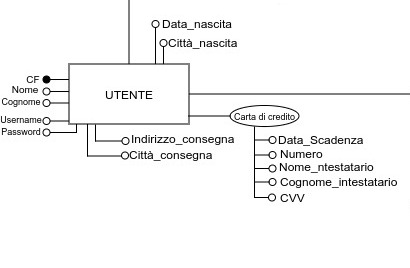 Data_nascita
Città_nascita
CF
Nome
Cognome
UTENTE
Username
Password
Carta di credito
Indirizzo_consegna
Città_consegna
Data_Scadenza
Numero
Nome_ntestatario
Cognome_intestatario
CVV